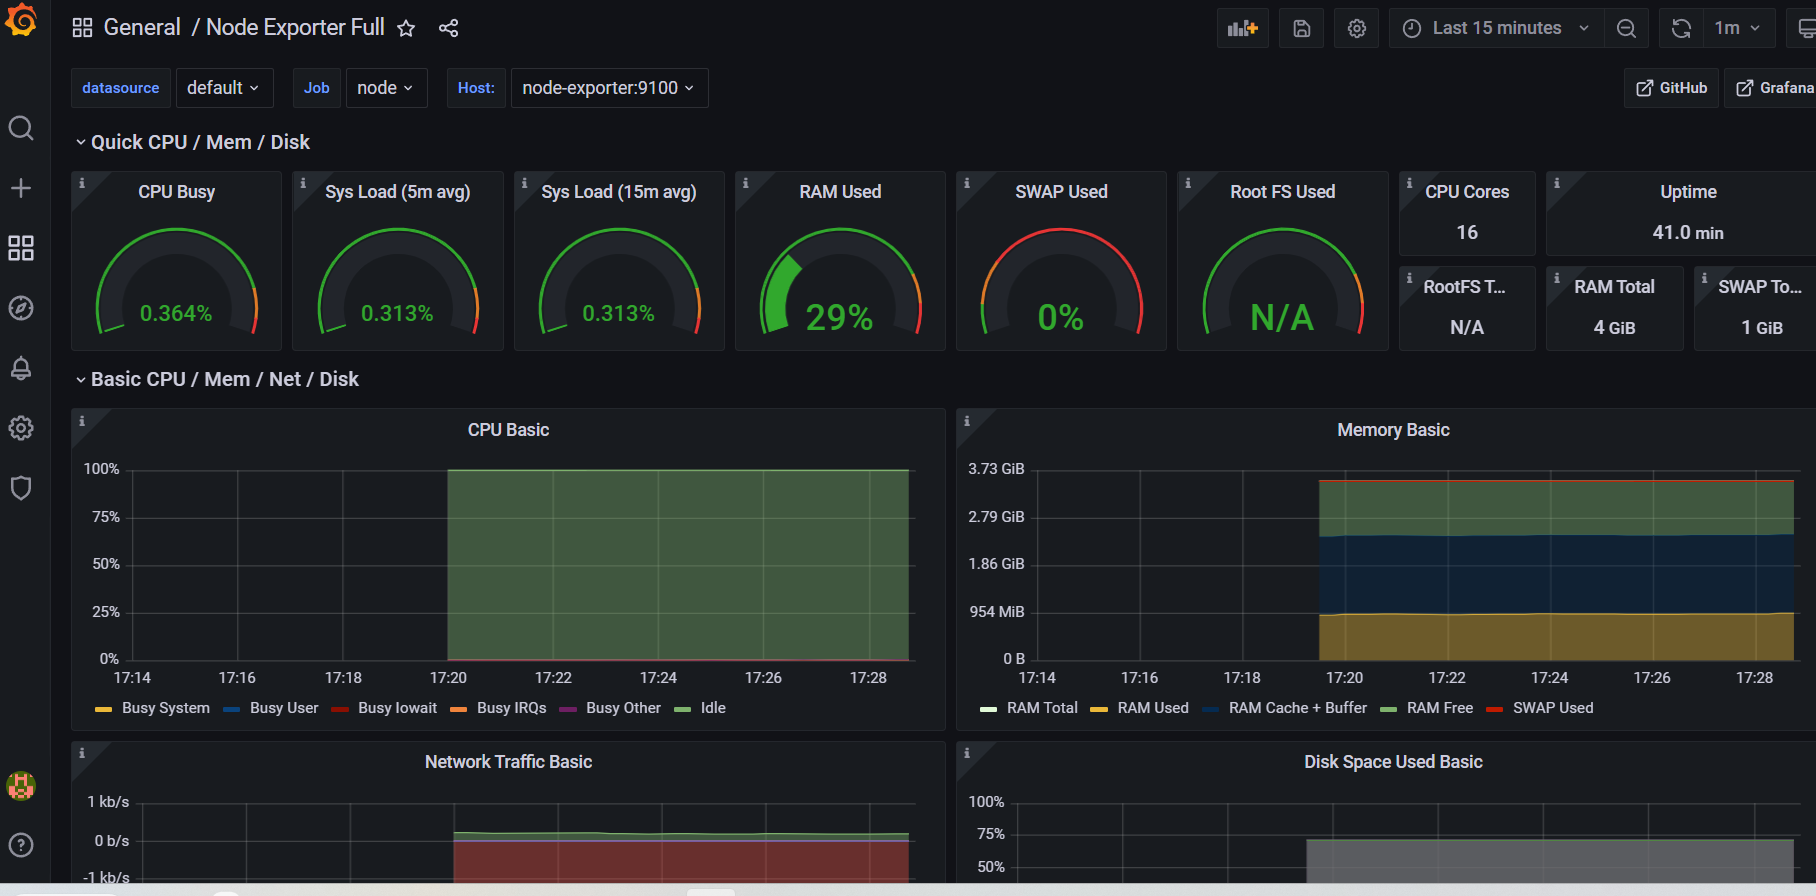 General / Node Exporter Full
Last 15 minutes
1m
datasource default Job node Host: node-exporter:9100
GitHub Grafana
Quick CPU / Mem / Disk
CPU Busy
0.364%
Sys Load (5m avg)
0.313%
Sys Load (15m avg)
0.313%
RAM Used
29%
SWAP Used
0%
Root FS Used
N/A
CPU Cores
16
Uptime
41.0 min
RootFS T...
N/A
RAM Total
4 GiB
SWAP To...
1 GiB
Basic CPU / Mem / Net / Disk
CPU Basic
100%
75%
50%
25%
0%
17:14 17:16 17:18 17:20 17:22 17:24 17:26 17:28
Busy System Busy User Busy Iowait Busy IRQs Busy Other Idle
Memory Basic
3.73 GiB
2.79 GiB
1.86 GiB
954 MiB
0 B
17:14 17:16 17:18 17:20 17:22 17:24 17:26 17:28
RAM Total RAM Used RAM Cache + Buffer RAM Free SWAP Used
Network Traffic Basic
1 kb/s
0 b/s
-1 kb/s
Disk Space Used Basic
100%
75%
50%